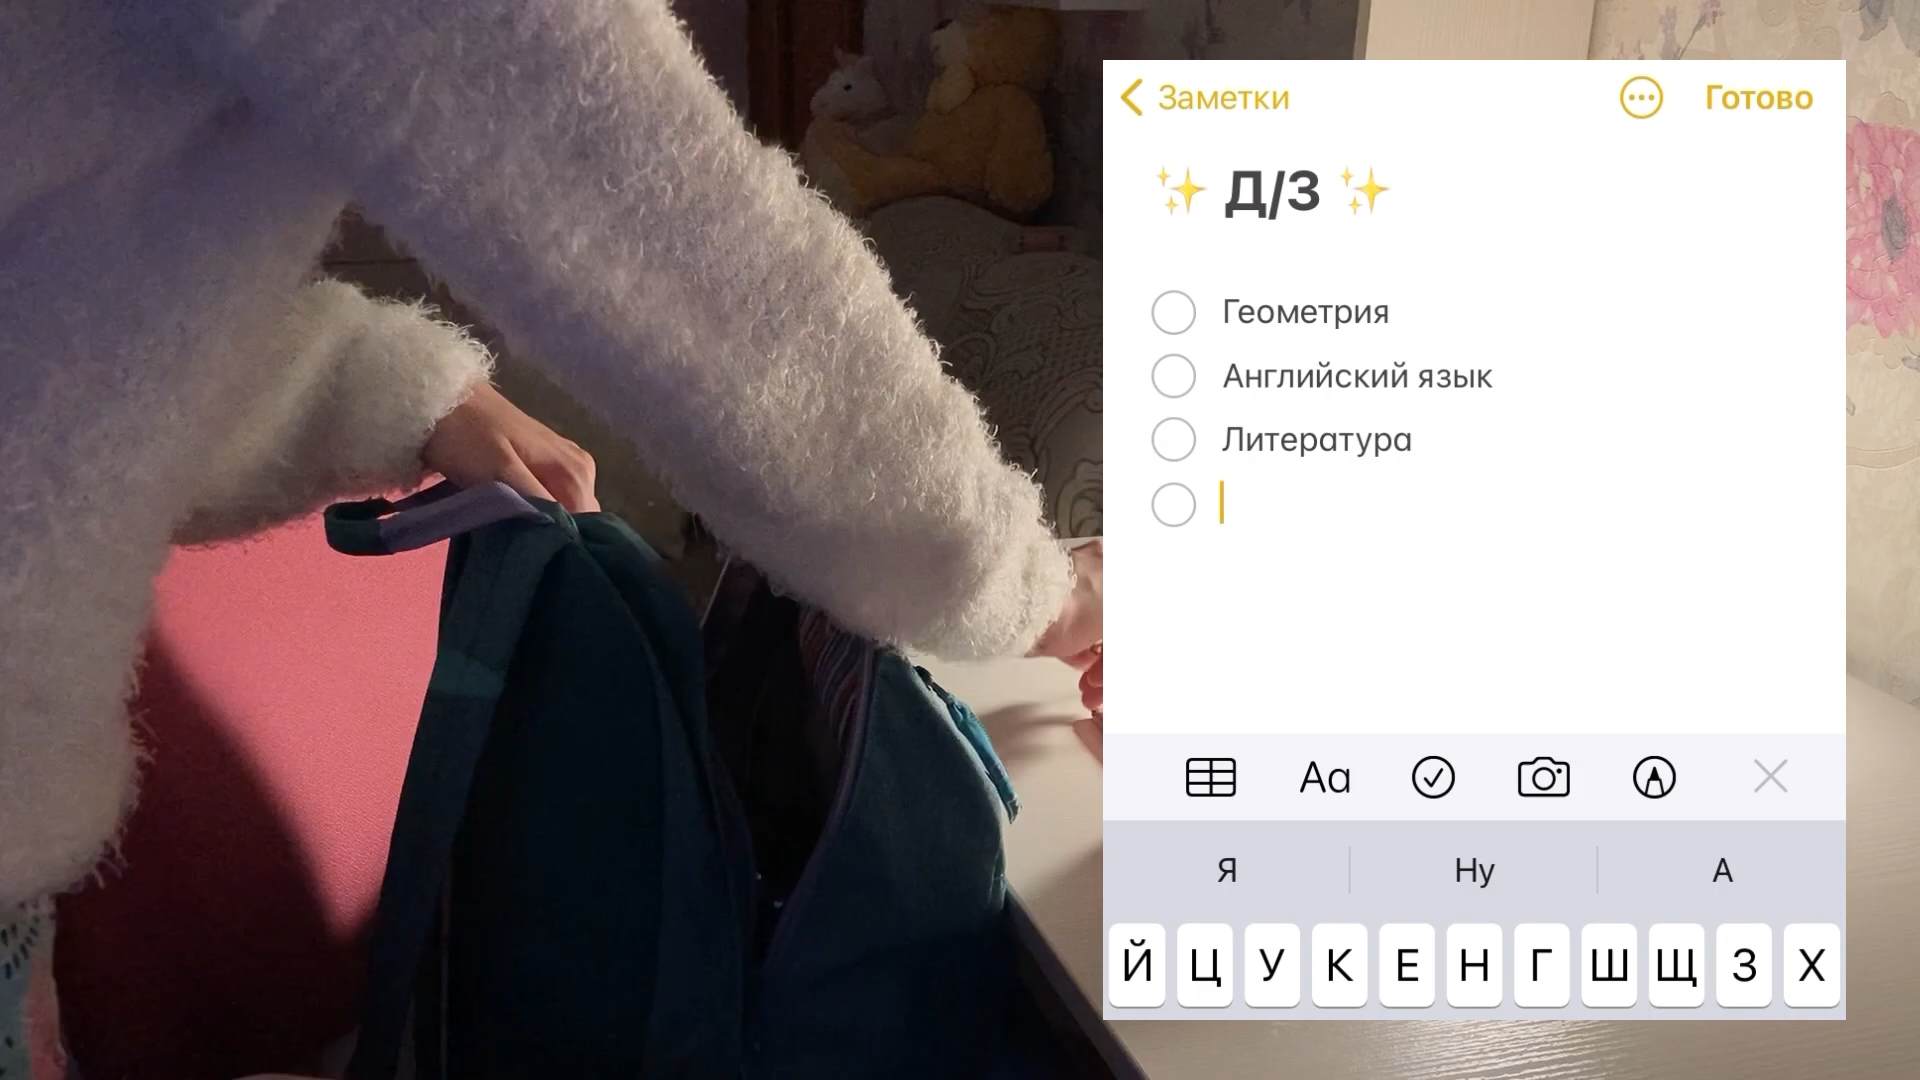 Заметки
Готово
✨ Д/З ✨
Геометрия
Английский язык
Литература
Aa
Я Ну А
Й Ц У К Е Н Г Ш Щ З Х